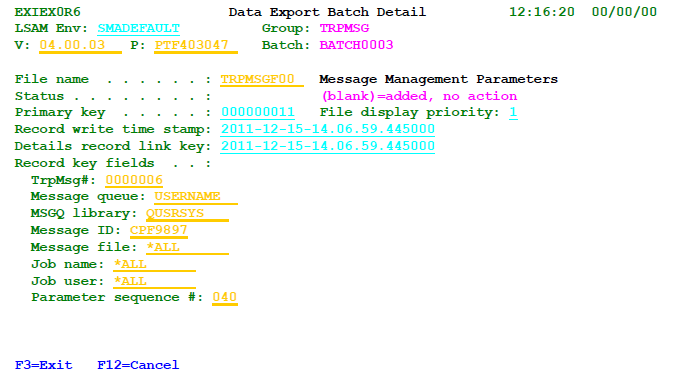 EXIEX0R6 Data Export Batch Detail 12:16:20 00/00/00
LSAM Env: SMADEFAULT Group: TRPMSG
V: 04.00.03 P: PTF403047 Batch: BATCH0003
File name . . . . . . : TRPMSGF00 Message Management Parameters
Status . . . . . . . . : (blank)=added, no action
Primary key . . . . . : 000000011 File display priority: 1
Record write time stamp: 2011-12-15-14.06.59.445000
Details record link key: 2011-12-15-14.06.59.445000
Record key fields . . :
TrpMsg#: 0000006
Message queue: USERNAME
MSGQ library: QUSRSYS
Message ID: CPF9897
Message file: *ALL
Job name: *ALL
Job user: *ALL
Parameter sequence #: 040
F3=Exit F12=Cancel